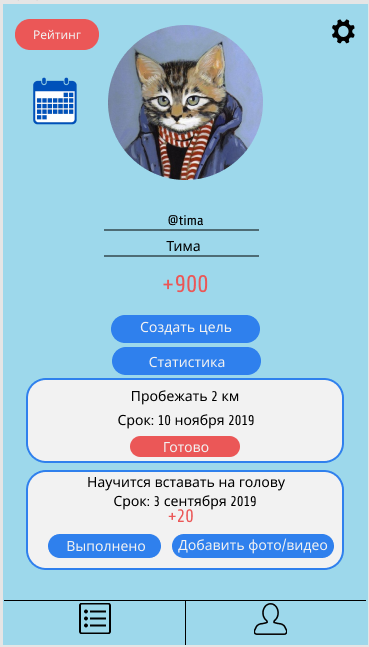 Рейтинг
@tima
Тима
+900
Создать цель
Статистика
Пробежать 2 км
Срок: 10 ноября 2019
Готово
Научится вставать на голову
Срок: 3 сентября 2019
+20
Выполнено
Добавить фото/видео